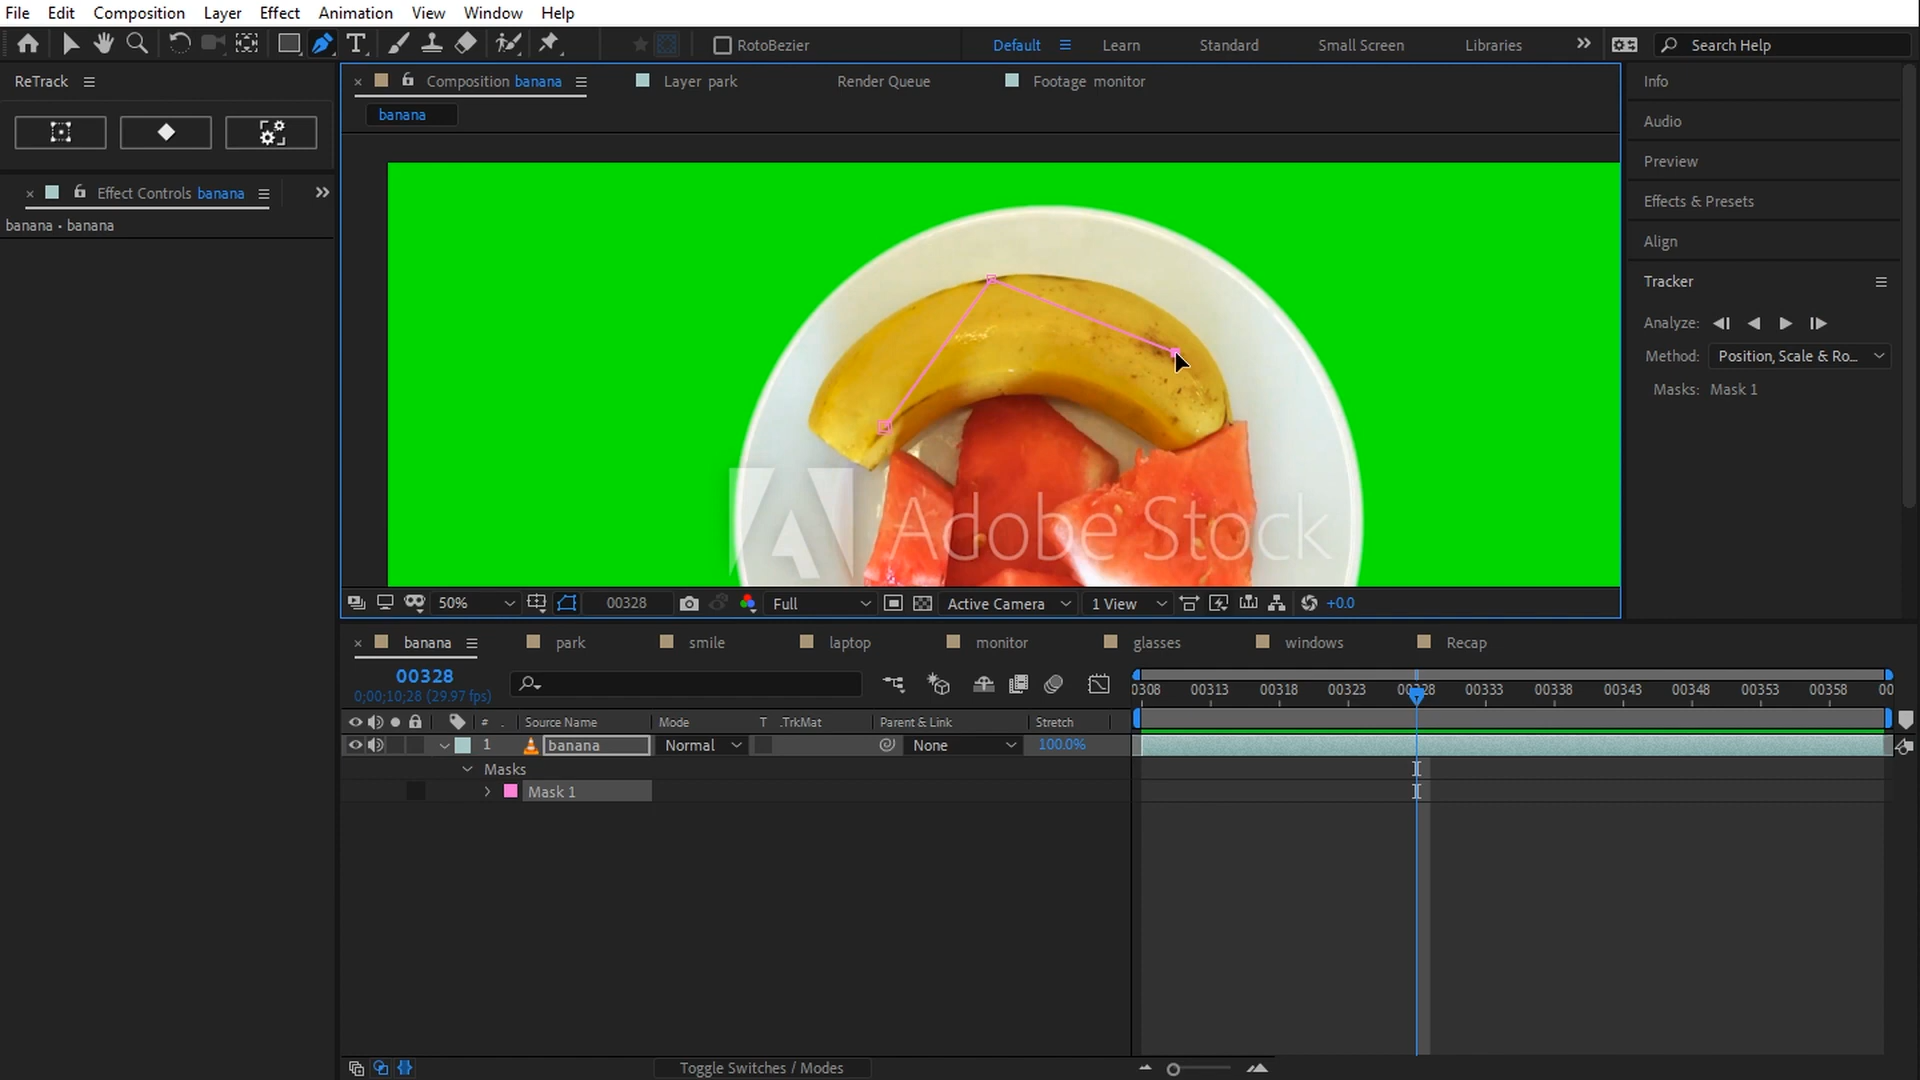 File Edit Composition Layer Effect Animation View Window Help
T RotoBezier Default Learn Standard Small Screen Libraries Search Help
ReTrack
Composition banana Layer park Render Queue Footage monitor
banana
Effect Controls banana
banana • banana
Info
Audio
Preview
Effects & Presets
Align
Tracker
Analyze:
Method: Position, Scale & Ro...
Masks: Mask 1
Adobe Stock
50% 00328 Full Active Camera 1 View +0.0
banana park smile laptop monitor glasses windows Recap
00328
0;00;10;28 (29.97 fps)
0308 00313 00318 00323 00328 00333 00338 00343 00348 00353 00358 00
# . Source Name Mode T .TrkMat Parent & Link Stretch
1 banana Normal None 100.0%
Masks
Mask 1
Toggle Switches / Modes